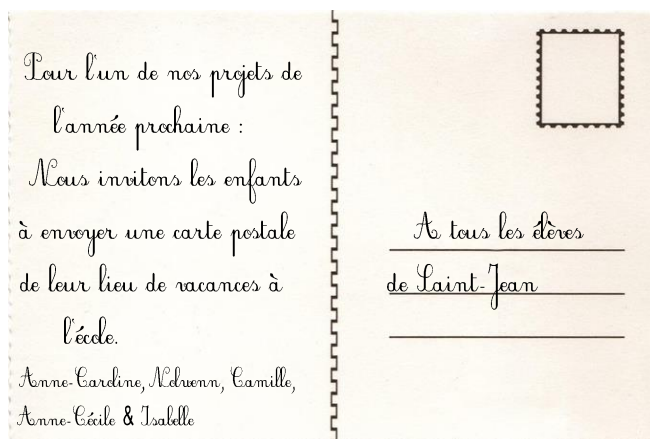 Pour l'un de nos projets de
l'année prochaine :
Nous invitons les enfants
à envoyer une carte postale
de leur lieu de vacances à
l'école.
Anne-Caroline, Nolwenn, Camille,
Anne-Cécile & Isabelle
A tous les élèves
de Saint-Jean